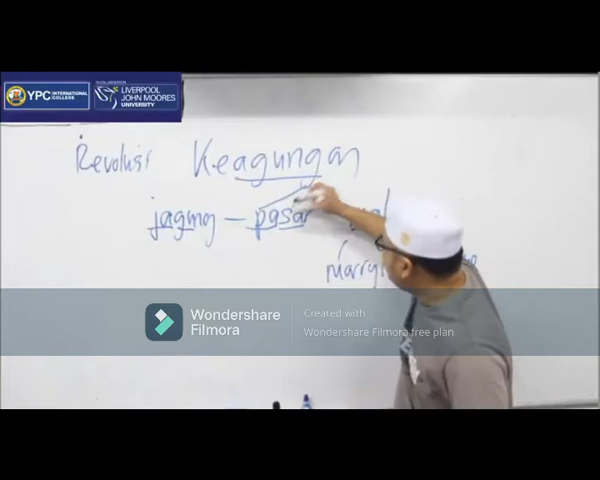 YPC INTERNATIONAL COLLEGE
LIVERPOOL JOHN MOORES UNIVERSITY
Revolusi Keagungan
jagung — pasar
Wondershare Filmora
Created with
Wondershare Filmora free plan